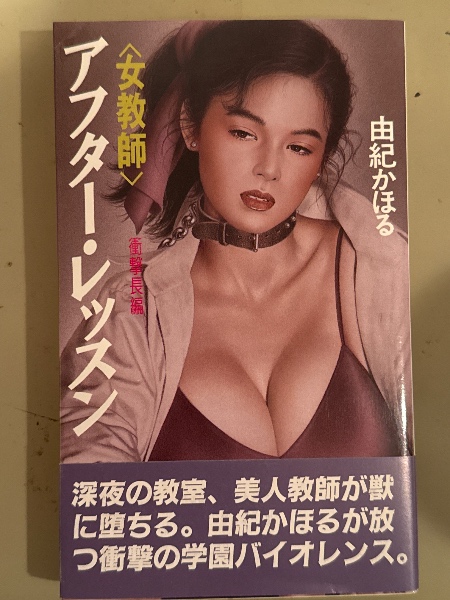 〈女教師〉
アフター・レッスン
衝撃長編
由紀かほる
深夜の教室、美人教師が獣
に堕ちる。由紀かほるが放
つ衝撃の学園バイオレンス。